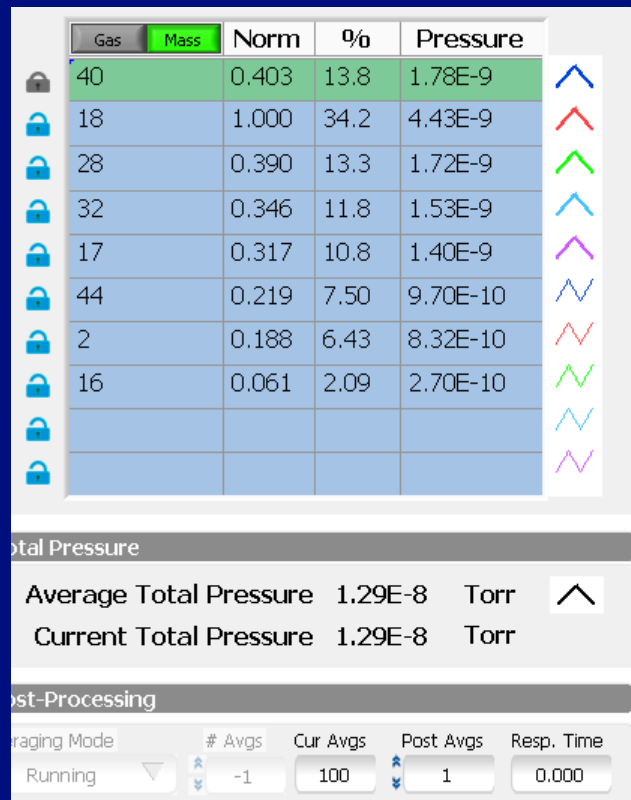 Gas Mass Norm % Pressure
40 0.403 13.8 1.78E-9
18 1.000 34.2 4.43E-9
28 0.390 13.3 1.72E-9
32 0.346 11.8 1.53E-9
17 0.317 10.8 1.40E-9
44 0.219 7.50 9.70E-10
2 0.188 6.43 8.32E-10
16 0.061 2.09 2.70E-10
otal Pressure
Average Total Pressure 1.29E-8 Torr
Current Total Pressure 1.29E-8 Torr
ost-Processing
eraging Mode # Avgs Cur Avgs Post Avgs Resp. Time
Running -1 100 1 0.000